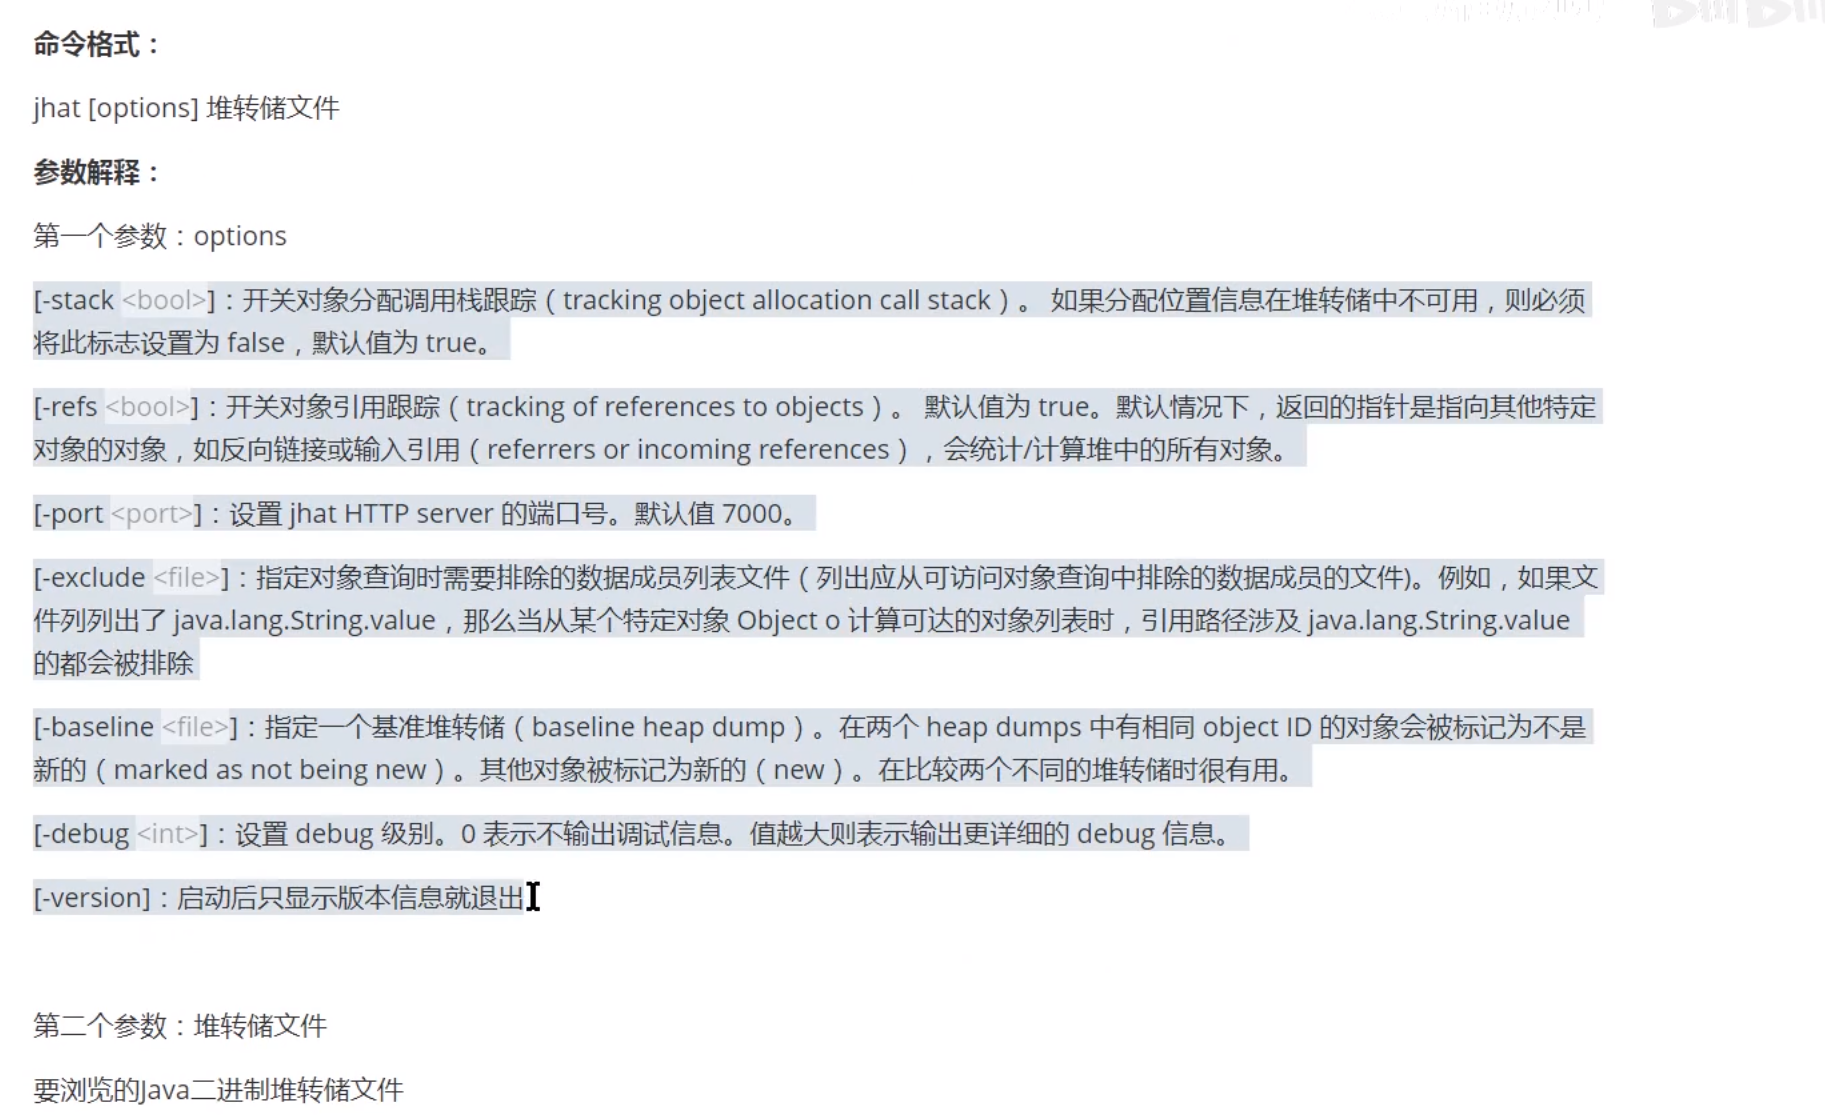 命令格式：
jhat [options] 堆转储文件
参数解释：
第一个参数：options
[-stack <bool>]：开关对象分配调用栈跟踪（tracking object allocation call stack）。 如果分配位置信息在堆转储中不可用，则必须
将此标志设置为 false，默认值为 true。
[-refs <bool>]：开关对象引用跟踪（tracking of references to objects）。 默认值为 true。默认情况下，返回的指针是指向其他特定
对象的对象，如反向链接或输入引用（referrers or incoming references），会统计/计算堆中的所有对象。
[-port <port>]：设置 jhat HTTP server 的端口号。默认值 7000。
[-exclude <file>]：指定对象查询时需要排除的数据成员列表文件（列出应从可访问对象查询中排除的数据成员的文件)。例如，如果文
件列列出了 java.lang.String.value，那么当从某个特定对象 Object o 计算可达的对象列表时，引用路径涉及 java.lang.String.value
的都会被排除
[-baseline <file>]：指定一个基准堆转储（baseline heap dump）。在两个 heap dumps 中有相同 object ID 的对象会被标记为不是
新的（marked as not being new）。其他对象被标记为新的（new）。在比较两个不同的堆转储时很有用。
[-debug <int>]：设置 debug 级别。0 表示不输出调试信息。值越大则表示输出更详细的 debug 信息。
[-version]：启动后只显示版本信息就退出
第二个参数：堆转储文件
要浏览的Java二进制堆转储文件